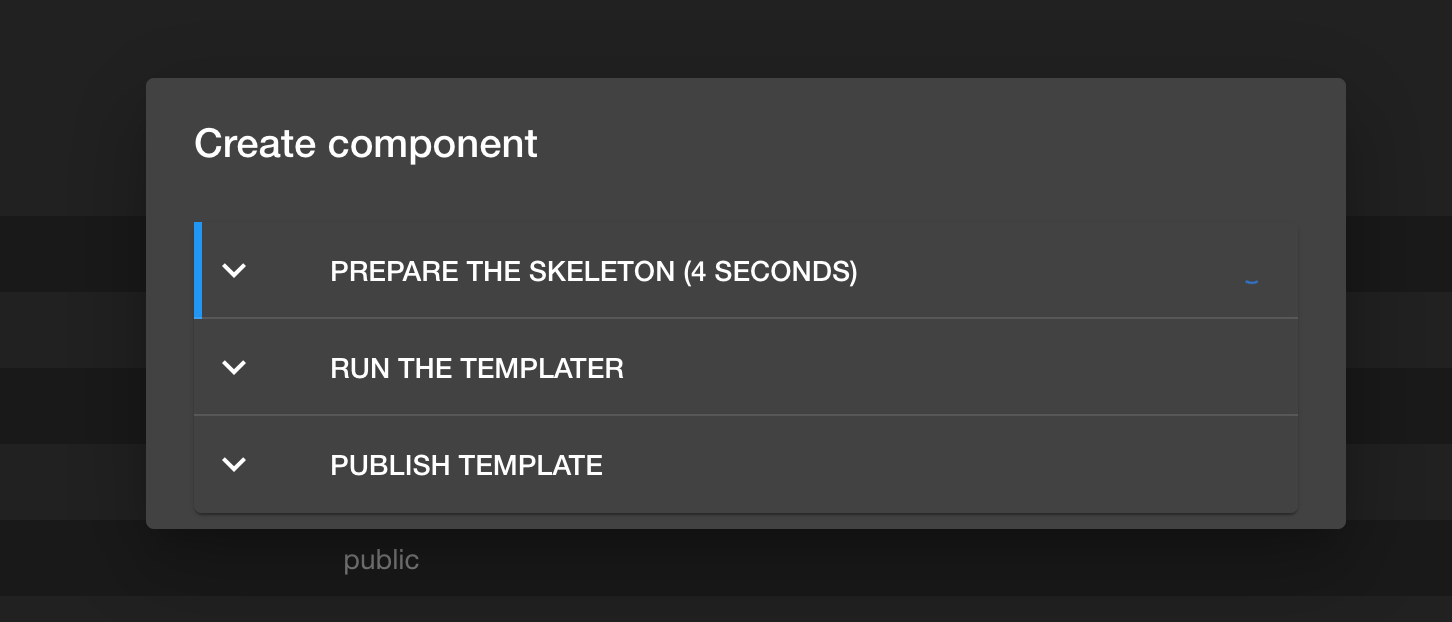 Create component
PREPARE THE SKELETON (4 SECONDS)
RUN THE TEMPLATER
PUBLISH TEMPLATE
public